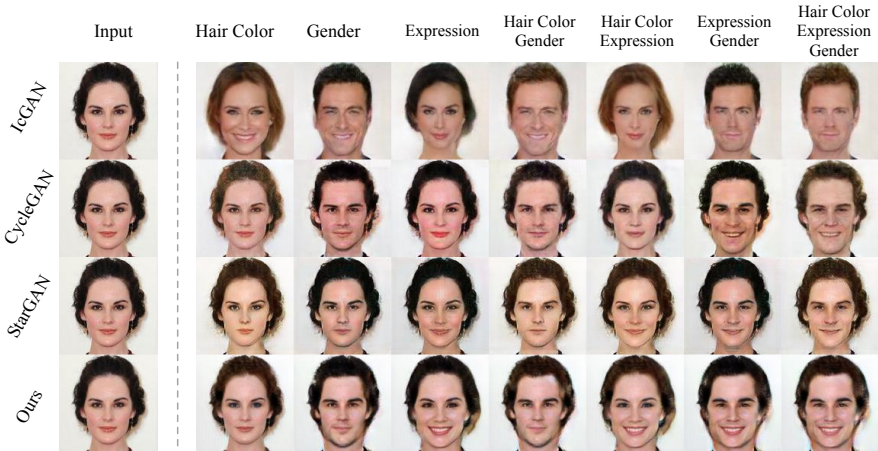 Input
Hair Color
Gender
Expression
Hair Color
Gender
Hair Color
Expression
Expression
Gender
Hair Color
Expression
Gender
IcGAN
CycleGAN
StarGAN
Ours